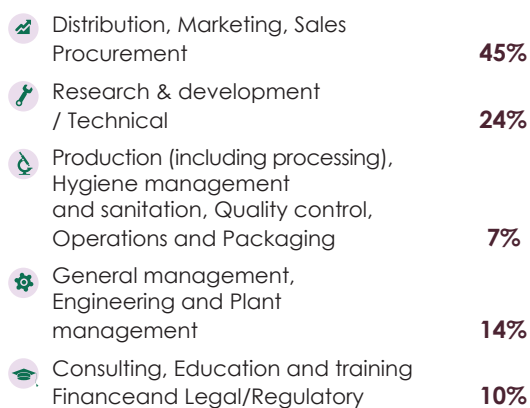 Distribution, Marketing, Sales
Procurement 45%
Research & development
/ Technical 24%
Production (including processing),
Hygiene management
and sanitation, Quality control,
Operations and Packaging 7%
General management,
Engineering and Plant
management 14%
Consulting, Education and training
Financeand Legal/Regulatory 10%